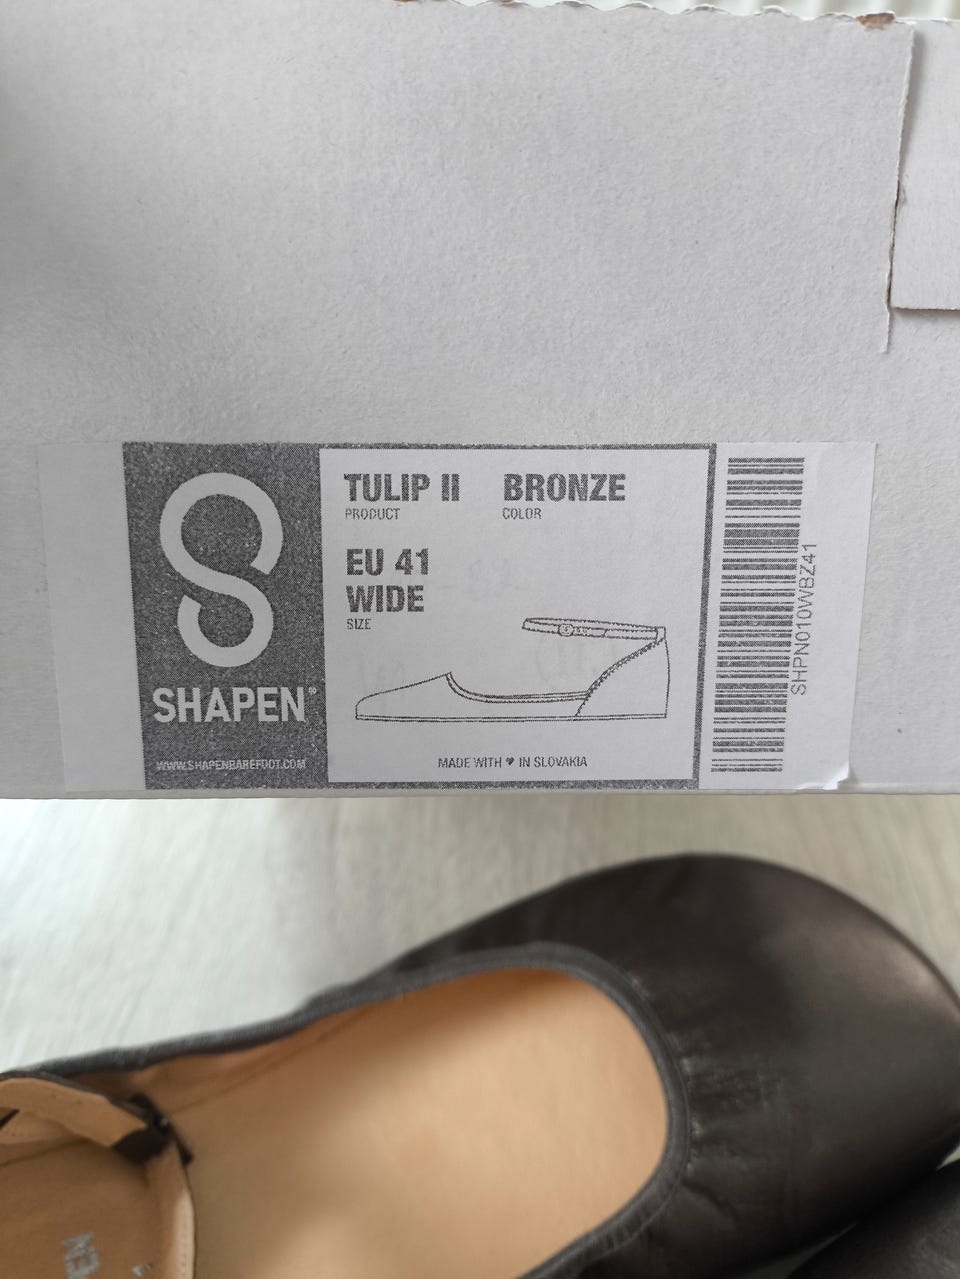 TULIP II BRONZE
PRODUCT COLOR
EU 41
WIDE
SIZE
SHAPEN®
WWW.SHAPENBAREFOOT.COM
MADE WITH ♥ IN SLOVAKIA
SHPN010WBZ41